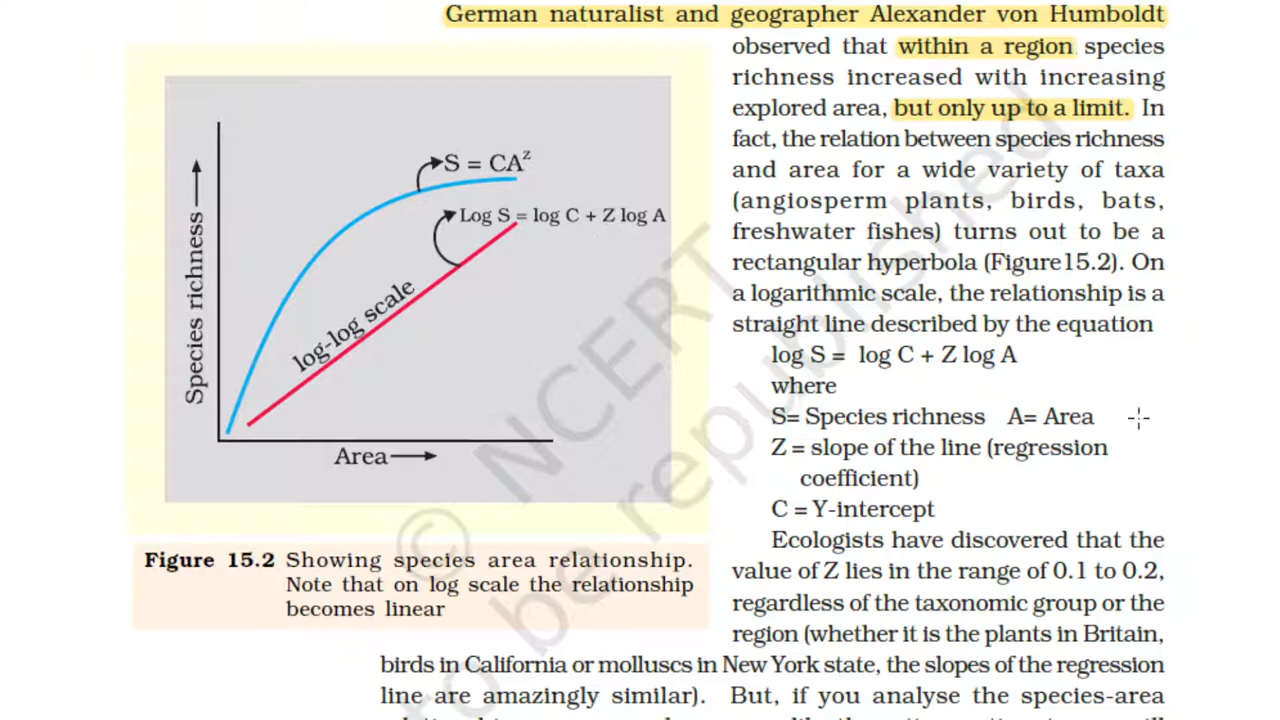 German naturalist and geographer Alexander von Humboldt
observed that within a region species
richness increased with increasing
explored area, but only up to a limit. In
fact, the relation between species richness
and area for a wide variety of taxa
(angiosperm plants, birds, bats,
freshwater fishes) turns out to be a
rectangular hyperbola (Figure15.2). On
a logarithmic scale, the relationship is a
straight line described by the equation
log S = log C + Z log A
where
S= Species richness A= Area
Z = slope of the line (regression
coefficient)
C = Y-intercept
Ecologists have discovered that the
value of Z lies in the range of 0.1 to 0.2,
regardless of the taxonomic group or the
region (whether it is the plants in Britain,
birds in California or molluscs in New York state, the slopes of the regression
line are amazingly similar). But, if you analyse the species-area
S = CAᶻ
Log S = log C + Z log A
log-log scale
Species richness
Area
Figure 15.2 Showing species area relationship.
Note that on log scale the relationship
becomes linear
© NCERT
to be republished